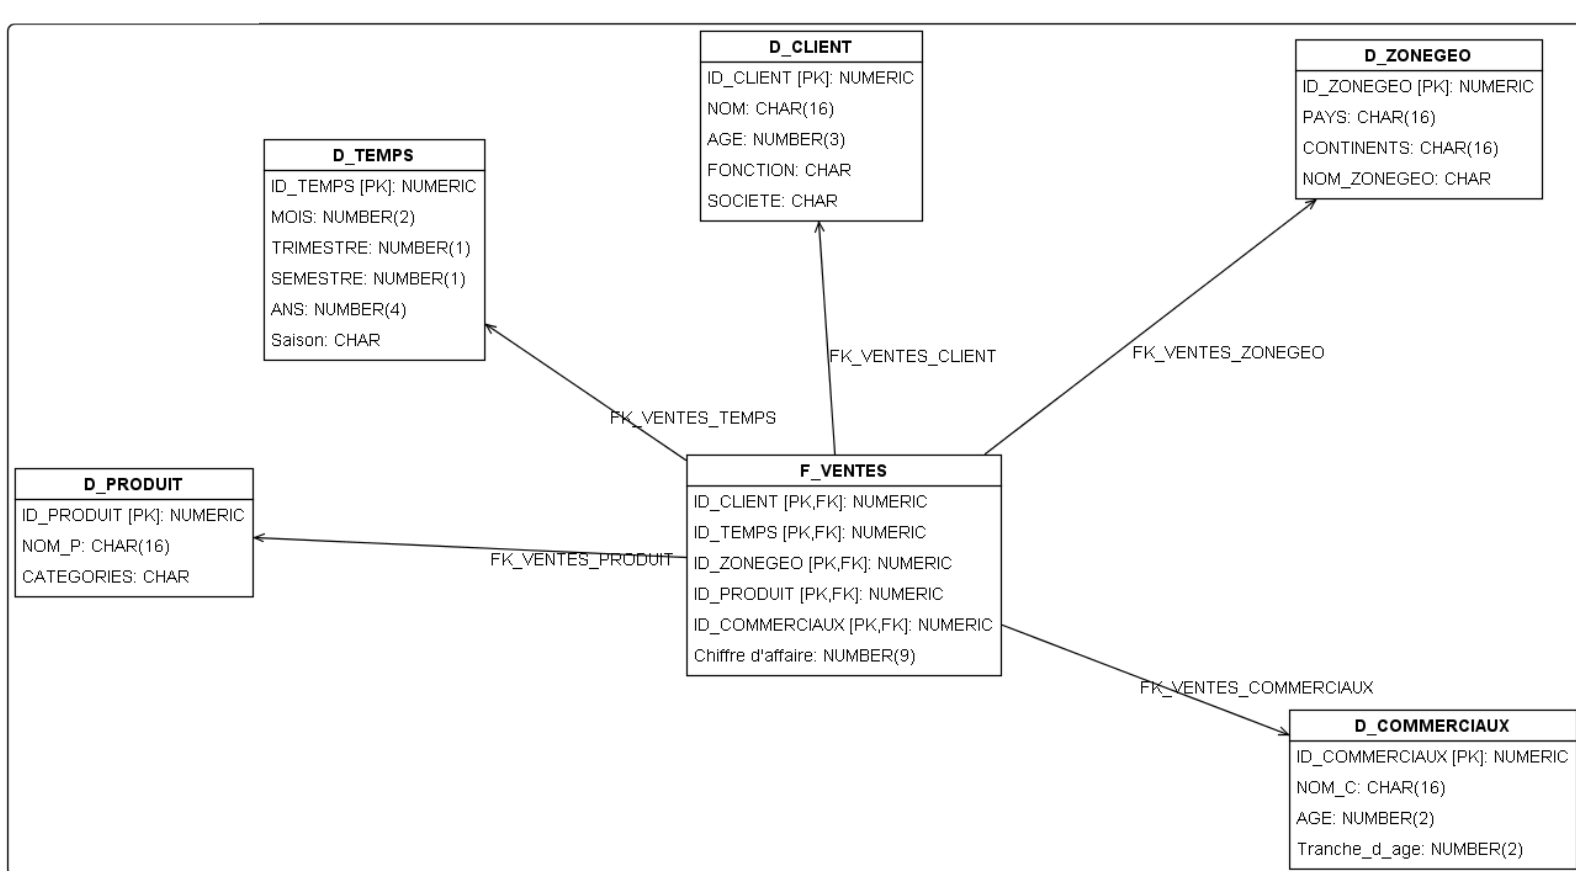 D_CLIENT
ID_CLIENT [PK]: NUMERIC
NOM: CHAR(16)
AGE: NUMBER(3)
FONCTION: CHAR
SOCIETE: CHAR
D_ZONEGEO
ID_ZONEGEO [PK]: NUMERIC
PAYS: CHAR(16)
CONTINENTS: CHAR(16)
NOM_ZONEGEO: CHAR
D_TEMPS
ID_TEMPS [PK]: NUMERIC
MOIS: NUMBER(2)
TRIMESTRE: NUMBER(1)
SEMESTRE: NUMBER(1)
ANS: NUMBER(4)
Saison: CHAR
FK_VENTES_CLIENT
FK_VENTES_ZONEGEO
FK_VENTES_TEMPS
D_PRODUIT
ID_PRODUIT [PK]: NUMERIC
NOM_P: CHAR(16)
CATEGORIES: CHAR
FK_VENTES_PRODUIT
F_VENTES
ID_CLIENT [PK,FK]: NUMERIC
ID_TEMPS [PK,FK]: NUMERIC
ID_ZONEGEO [PK,FK]: NUMERIC
ID_PRODUIT [PK,FK]: NUMERIC
ID_COMMERCIAUX [PK,FK]: NUMERIC
Chiffre d'affaire: NUMBER(9)
FK_VENTES_COMMERCIAUX
D_COMMERCIAUX
ID_COMMERCIAUX [PK]: NUMERIC
NOM_C: CHAR(16)
AGE: NUMBER(2)
Tranche_d_age: NUMBER(2)